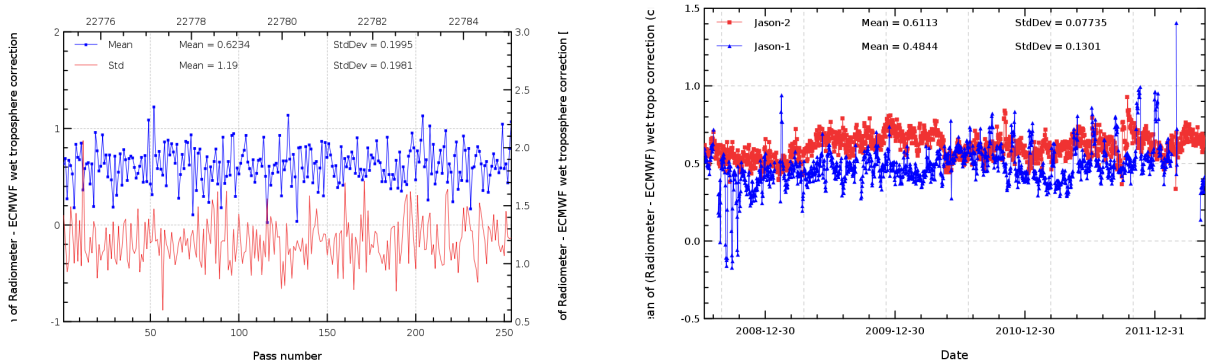 22776 22778 22780 22782 22784
2 3.0
Mean Mean = 0.6234 StdDev = 0.1995
Std Mean = 1.19 StdDev = 0.1981
2.5
1 2.0
1.5
0
1.0
-1 0.5
50 100 150 200 250
Pass number
of Radiometer - ECMWF wet troposphere correction
of Radiometer - ECMWF wet troposphere correction [
1.5
Jason-2 Mean = 0.6113 StdDev = 0.07735
Jason-1 Mean = 0.4844 StdDev = 0.1301
1.0
0.5
0.0
-0.5
2008-12-30 2009-12-30 2010-12-30 2011-12-31
Date
of (Radiometer - ECMWF) wet tropo correction (c